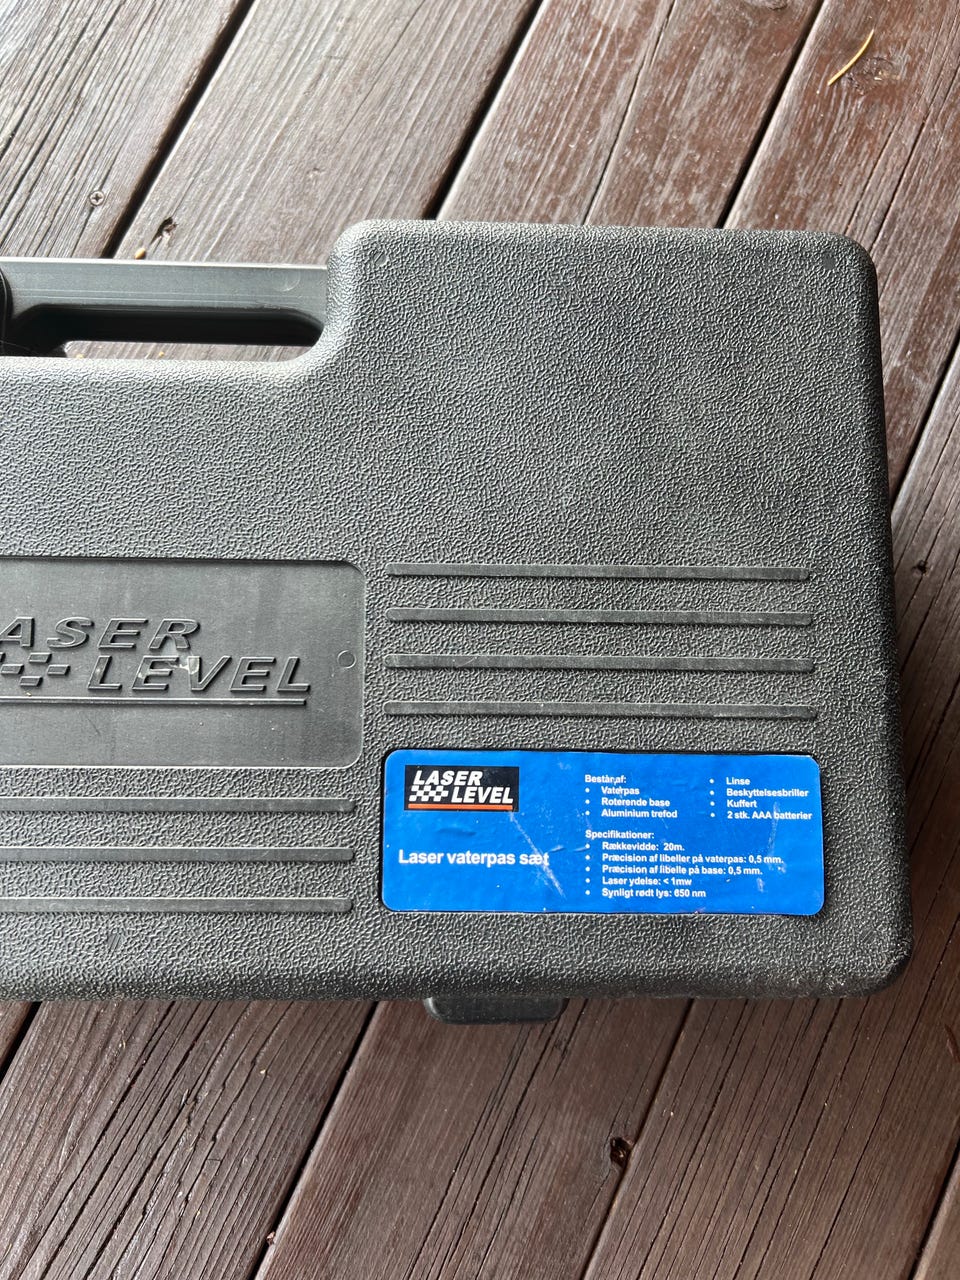 ASER
LEVEL
LASER
LEVEL
Laser vaterpas sæt
Består af:
• Vaterpas
• Roterende base
• Aluminium trefod
• Linse
• Beskyttelsesbriller
• Kuffert
• 2 stk. AAA batterier
Specifikationer:
• Rækkevidde: 20m.
• Præcision af libeller på vaterpas: 0,5 mm.
• Præcision af libelle på base: 0,5 mm.
• Laser ydelse: < 1mw
• Synligt rødt lys: 650 nm